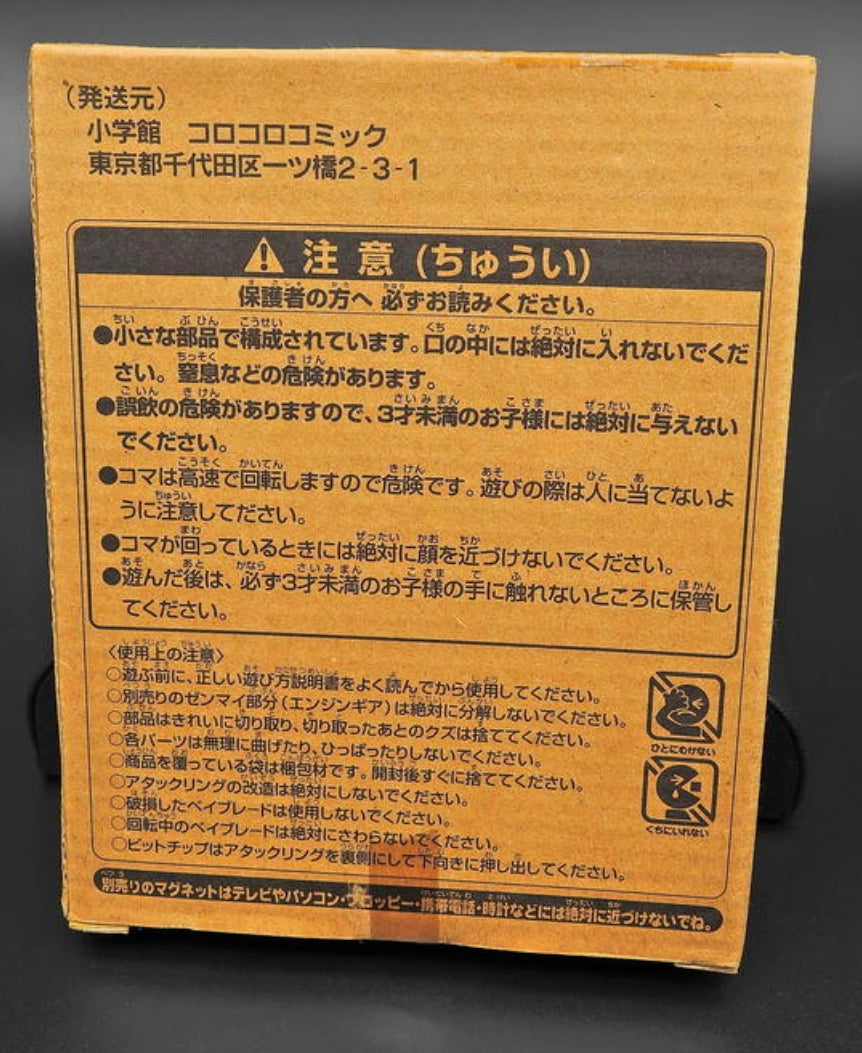 (発送元)
小学館 コロコロコミック
東京都千代田区一ツ橋2-3-1
注意(ちゅうい)
保護者の方へ 必ずお読みください。
●小さな部品で構成されています。口の中には絶対に入れないでくだ
さい。窒息などの危険があります。
●誤飲の危険がありますので、3才未満のお子様には絶対に与えない
でください。
●コマは高速で回転しますので危険です。遊びの際は人に当てないよ
うに注意してださい。
●コマが回っているときには絶対に顔を近づけないでください。
●遊んだ後は、必ず3才未満のお子様の手に触れないところに保管し
てください。
〈使用上の注意〉
○遊ぶ前に、正しい遊び方説明書をよく読んでから使用してください。
○別売りのゼンマイ部分(エンジンギア)は絶対に分解しないでください。
○部品はきれいに切り取り、切り取ったあとのクズは捨ててください。
○各パーツは無理に曲げたり、ひっぱったりしないでください。
○商品を覆っている袋は梱包材です。開封後すぐに捨ててください。
○アタックリングの改造は絶対にしないでください。
○破損したベイブレードは使用しないでください。
○回転中のベイブレードは絶対にさわらないでください。
○ビットチップはアタックリングを裏側にして下向きに押し出してください。
ひとにむけない
くちにいれない
別売りのマグネットはテレビやパソコン・フロッピー・携帯電話・時計などには絶対に近づけないでね。